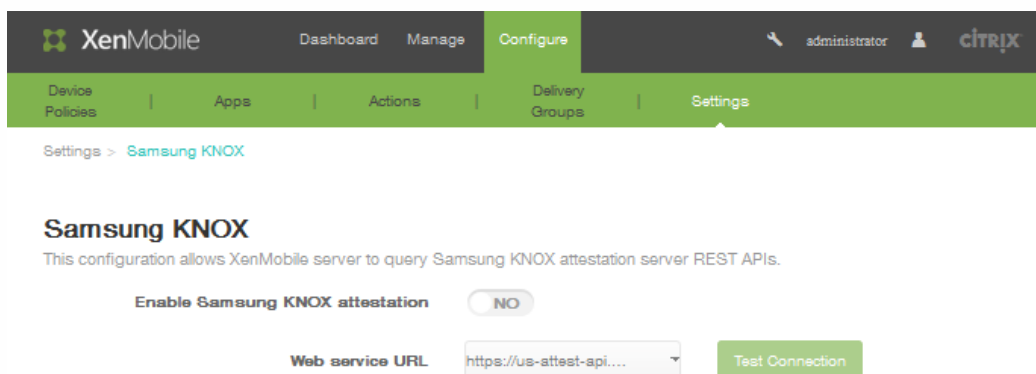 XenMobile Dashboard Manage Configure administrator CİTRIX
Device Policies | Apps | Actions | Delivery Groups | Settings
Settings > Samsung KNOX
Samsung KNOX
This configuration allows XenMobile server to query Samsung KNOX attestation server REST APIs.
Enable Samsung KNOX attestation NO
Web service URL https://us-attest-api.... Test Connection